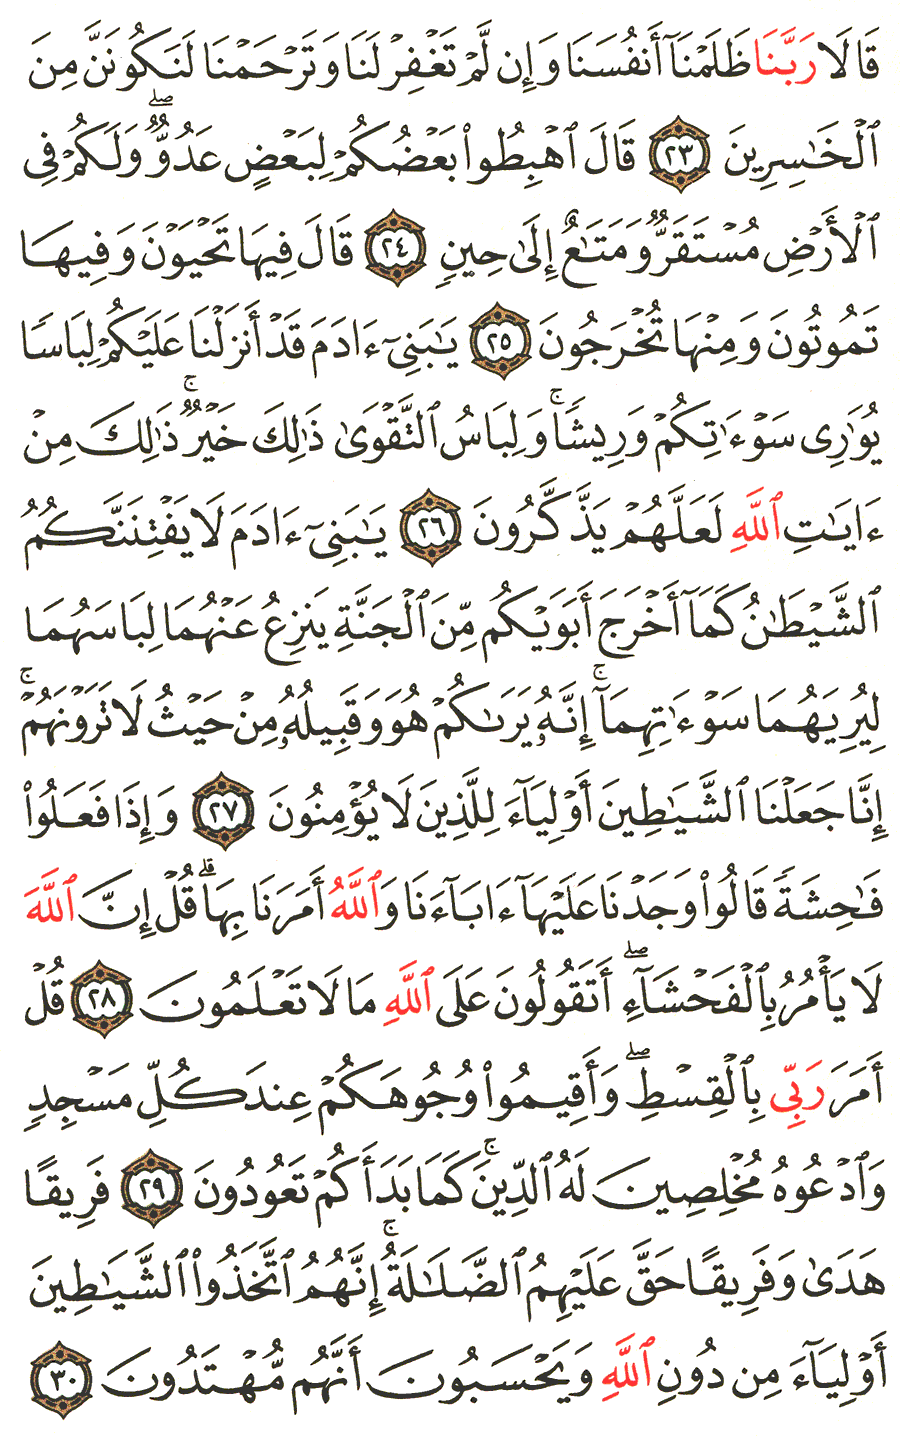 قَالَا رَبَّنَا ظَلَمْنَآ أَنفُسَنَا وَإِن لَّمْ تَغْفِرْ لَنَا وَتَرْحَمْنَا لَنَكُونَنَّ مِنَ
ٱلْخَٰسِرِينَ ٢٣ قَالَ ٱهْبِطُوا۟ بَعْضُكُمْ لِبَعْضٍ عَدُوٌّ ۖ وَلَكُمْ فِى
ٱلْأَرْضِ مُسْتَقَرٌّ وَمَتَٰعٌ إِلَىٰ حِينٍ ٢٤ قَالَ فِيهَا تَحْيَوْنَ وَفِيهَا
تَمُوتُونَ وَمِنْهَا تُخْرَجُونَ ٢٥ يَٰبَنِىٓ ءَادَمَ قَدْ أَنزَلْنَا عَلَيْكُمْ لِبَاسًا
يُوَٰرِى سَوْءَٰتِكُمْ وَرِيشًا ۖ وَلِبَاسُ ٱلتَّقْوَىٰ ذَٰلِكَ خَيْرٌ ۚ ذَٰلِكَ مِنْ
ءَايَٰتِ ٱللَّهِ لَعَلَّهُمْ يَذَّكَّرُونَ ٢٦ يَٰبَنِىٓ ءَادَمَ لَا يَفْتِنَنَّكُمُ
ٱلشَّيْطَٰنُ كَمَآ أَخْرَجَ أَبَوَيْكُم مِّنَ ٱلْجَنَّةِ يَنزِعُ عَنْهُمَا لِبَاسَهُمَا
لِيُرِيَهُمَا سَوْءَٰتِهِمَآ ۚ إِنَّهُۥ يَرَىٰكُمْ هُوَ وَقَبِيلُهُۥ مِنْ حَيْثُ لَا تَرَوْنَهُمْ ۗ
إِنَّا جَعَلْنَا ٱلشَّيَٰطِينَ أَوْلِيَآءَ لِلَّذِينَ لَا يُؤْمِنُونَ ٢٧ وَإِذَا فَعَلُوا۟
فَٰحِشَةً قَالُوا۟ وَجَدْنَا عَلَيْهَآ ءَابَآءَنَا وَٱللَّهُ أَمَرَنَا بِهَا ۗ قُلْ إِنَّ ٱللَّهَ
لَا يَأْمُرُ بِٱلْفَحْشَآءِ ۖ أَتَقُولُونَ عَلَى ٱللَّهِ مَا لَا تَعْلَمُونَ ٢٨ قُلْ
أَمَرَ رَبِّى بِٱلْقِسْطِ ۖ وَأَقِيمُوا۟ وُجُوهَكُمْ عِندَ كُلِّ مَسْجِدٍ
وَٱدْعُوهُ مُخْلِصِينَ لَهُ ٱلدِّينَ ۚ كَمَا بَدَأَكُمْ تَعُودُونَ ٢٩ فَرِيقًا
هَدَىٰ وَفَرِيقًا حَقَّ عَلَيْهِمُ ٱلضَّلَٰلَةُ ۚ إِنَّهُمُ ٱتَّخَذُوا۟ ٱلشَّيَٰطِينَ
أَوْلِيَآءَ مِن دُونِ ٱللَّهِ وَيَحْسَبُونَ أَنَّهُم مُّهْتَدُونَ ٣٠